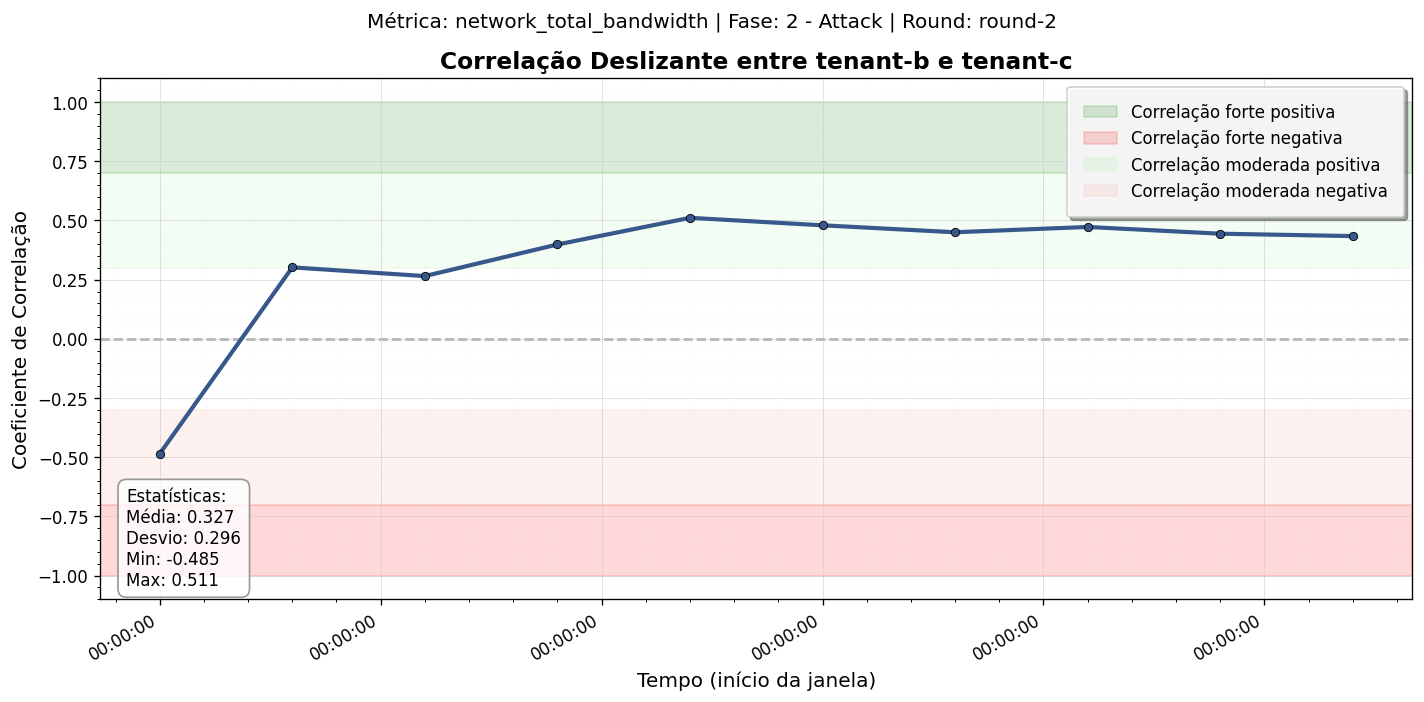 Métrica: network_total_bandwidth | Fase: 2 - Attack | Round: round-2
Correlação Deslizante entre tenant-b e tenant-c
Coeficiente de Correlação
1.00
0.75
0.50
0.25
0.00
−0.25
−0.50
−0.75
−1.00
Correlação forte positiva
Correlação forte negativa
Correlação moderada positiva
Correlação moderada negativa
Estatísticas:
Média: 0.327
Desvio: 0.296
Min: -0.485
Max: 0.511
00:00:00
00:00:00
00:00:00
00:00:00
00:00:00
00:00:00
Tempo (início da janela)